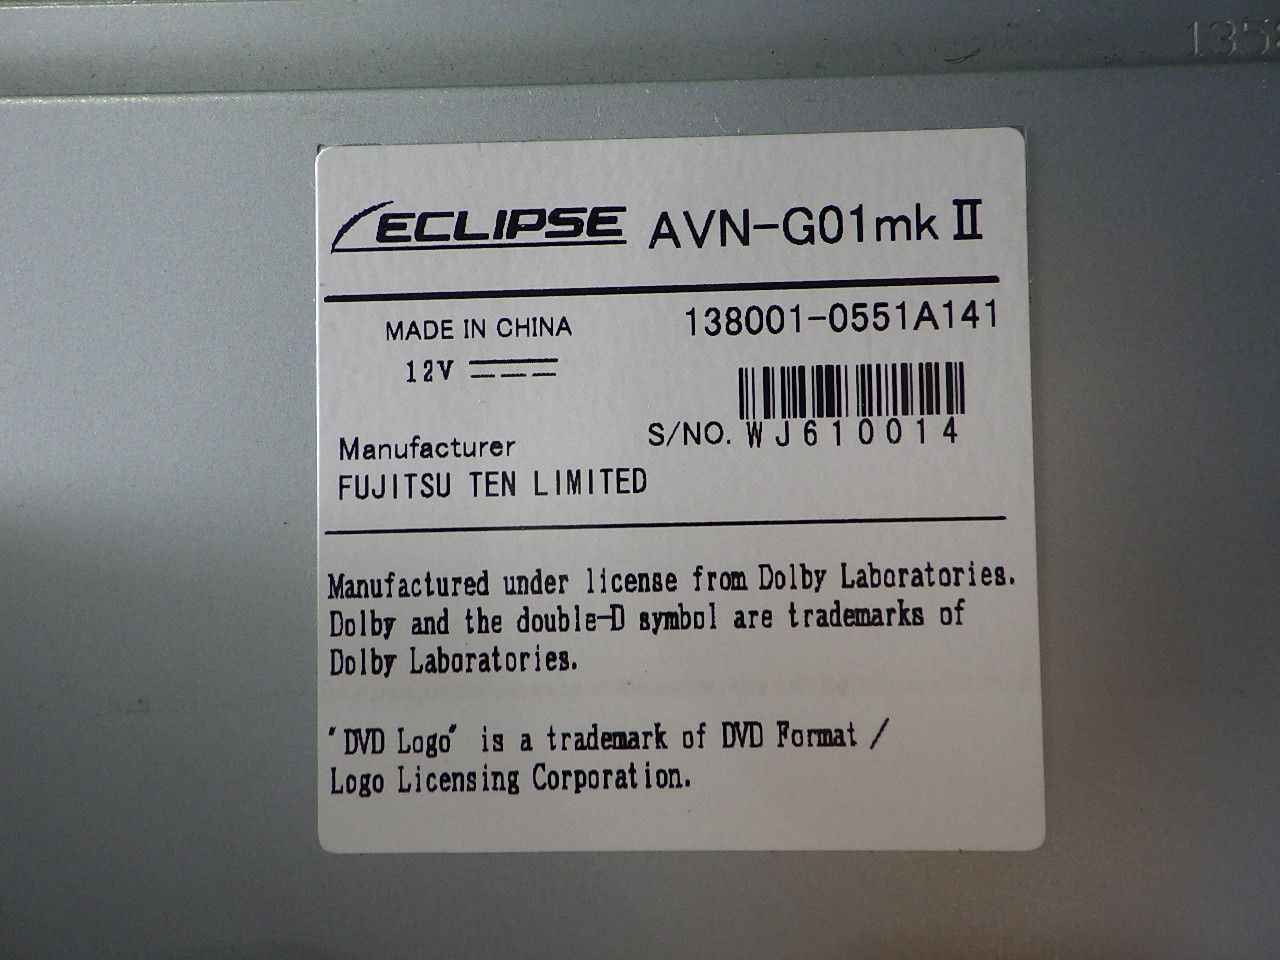 1358
ECLIPSE AVN-G01mkⅡ
MADE IN CHINA
138001-0551A141
12V
S/NO. WJ610014
Manufacturer
FUJITSU TEN LIMITED
Manufactured under license from Dolby Laboratories.
Dolby and the double-D symbol are trademarks of
Dolby Laboratories.
"DVD Logo" is a trademark of DVD Format /
Logo Licensing Corporation.